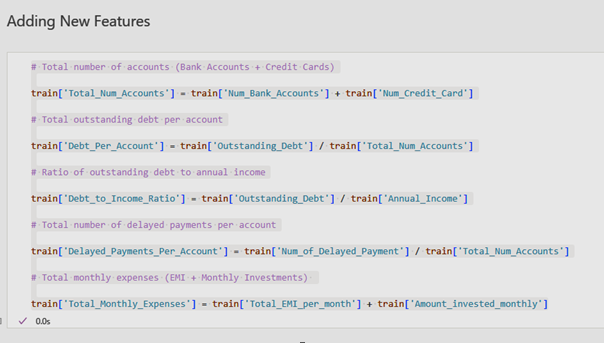 Adding New Features
# Total number of accounts (Bank Accounts + Credit Cards)
train['Total_Num_Accounts'] = train['Num_Bank_Accounts'] + train['Num_Credit_Card']
# Total outstanding debt per account
train['Debt_Per_Account'] = train['Outstanding_Debt'] / train['Total_Num_Accounts']
# Ratio of outstanding debt to annual income
train['Debt_to_Income_Ratio'] = train['Outstanding_Debt'] / train['Annual_Income']
# Total number of delayed payments per account
train['Delayed_Payments_Per_Account'] = train['Num_of_Delayed_Payment'] / train['Total_Num_Accounts']
# Total monthly expenses (EMI + Monthly Investments)
train['Total_Monthly_Expenses'] = train['Total_EMI_per_month'] + train['Amount_invested_monthly']
0.0s